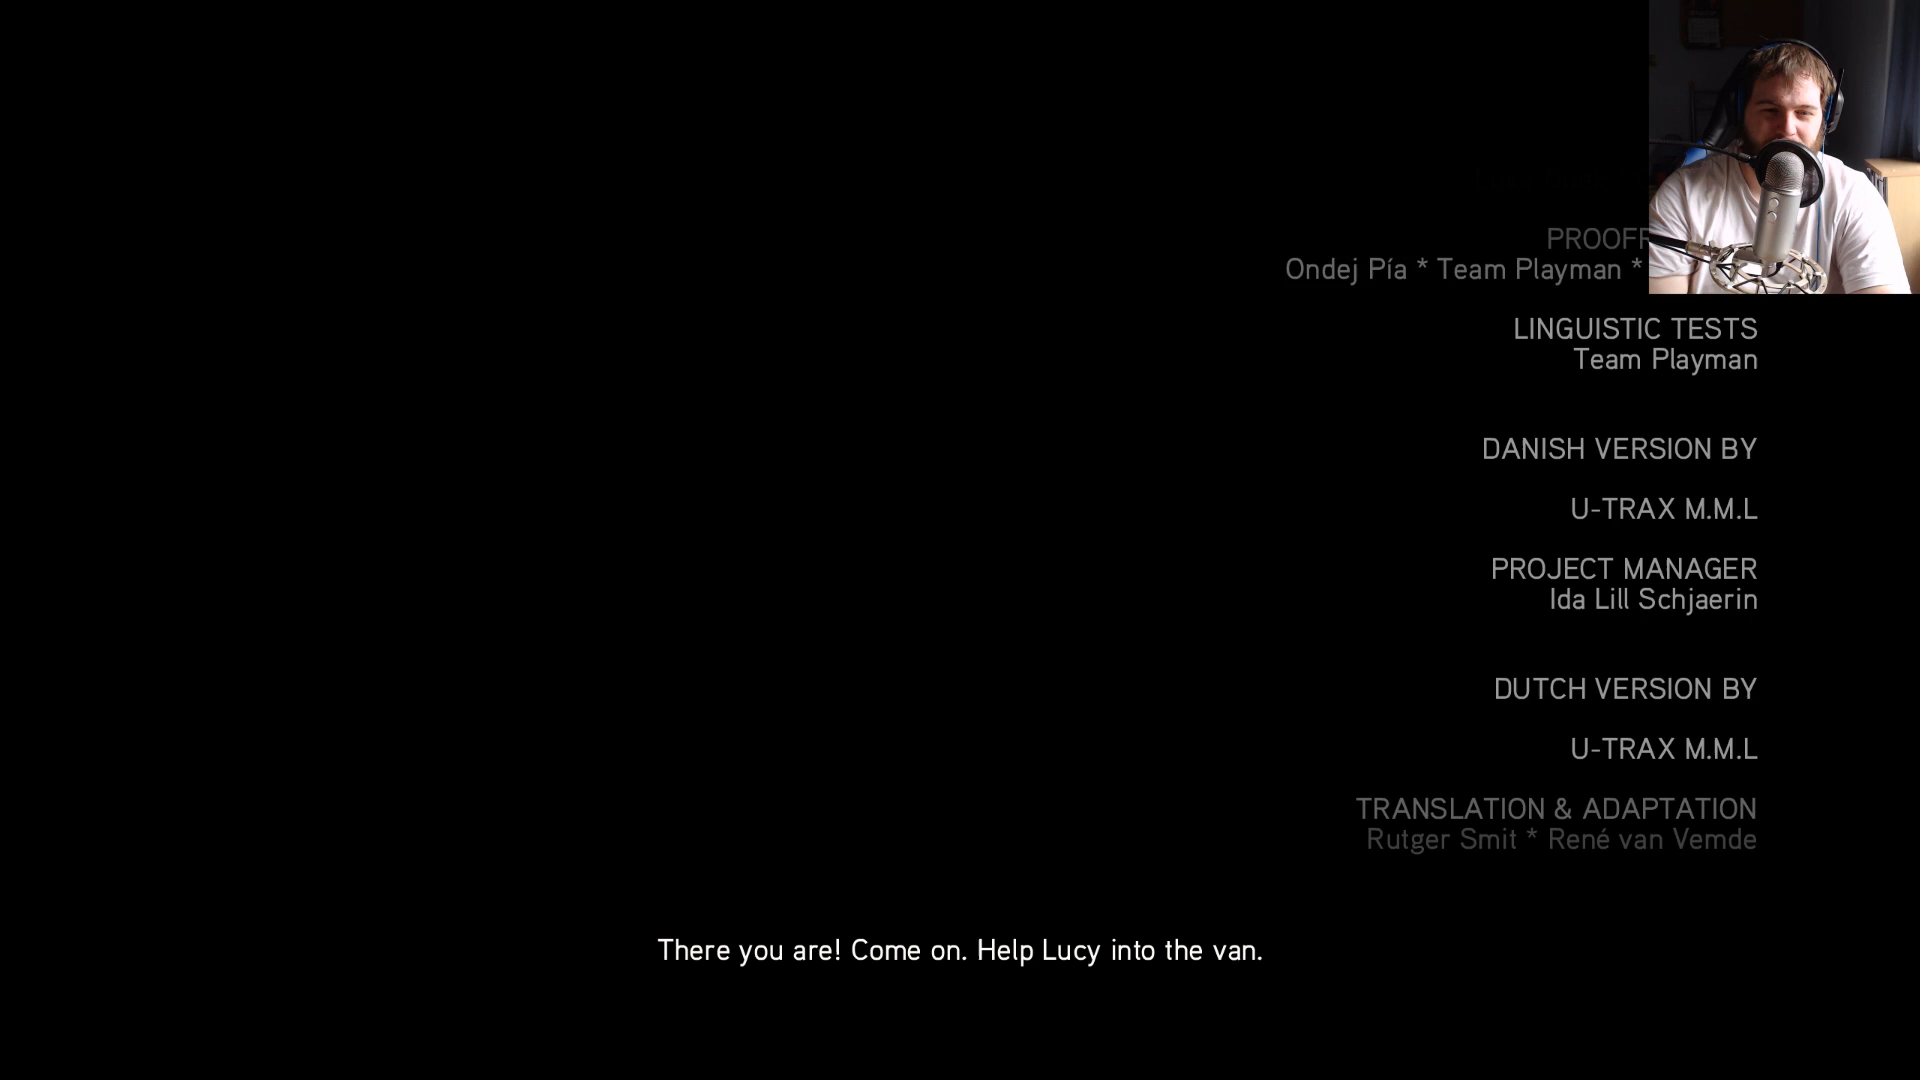 PROOFR
Ondej Pía * Team Playman *
LINGUISTIC TESTS
Team Playman
DANISH VERSION BY
U-TRAX M.M.L
PROJECT MANAGER
Ida Lill Schjaerin
DUTCH VERSION BY
U-TRAX M.M.L
TRANSLATION & ADAPTATION
Rutger Smit * René van Vemde
There you are! Come on. Help Lucy into the van.